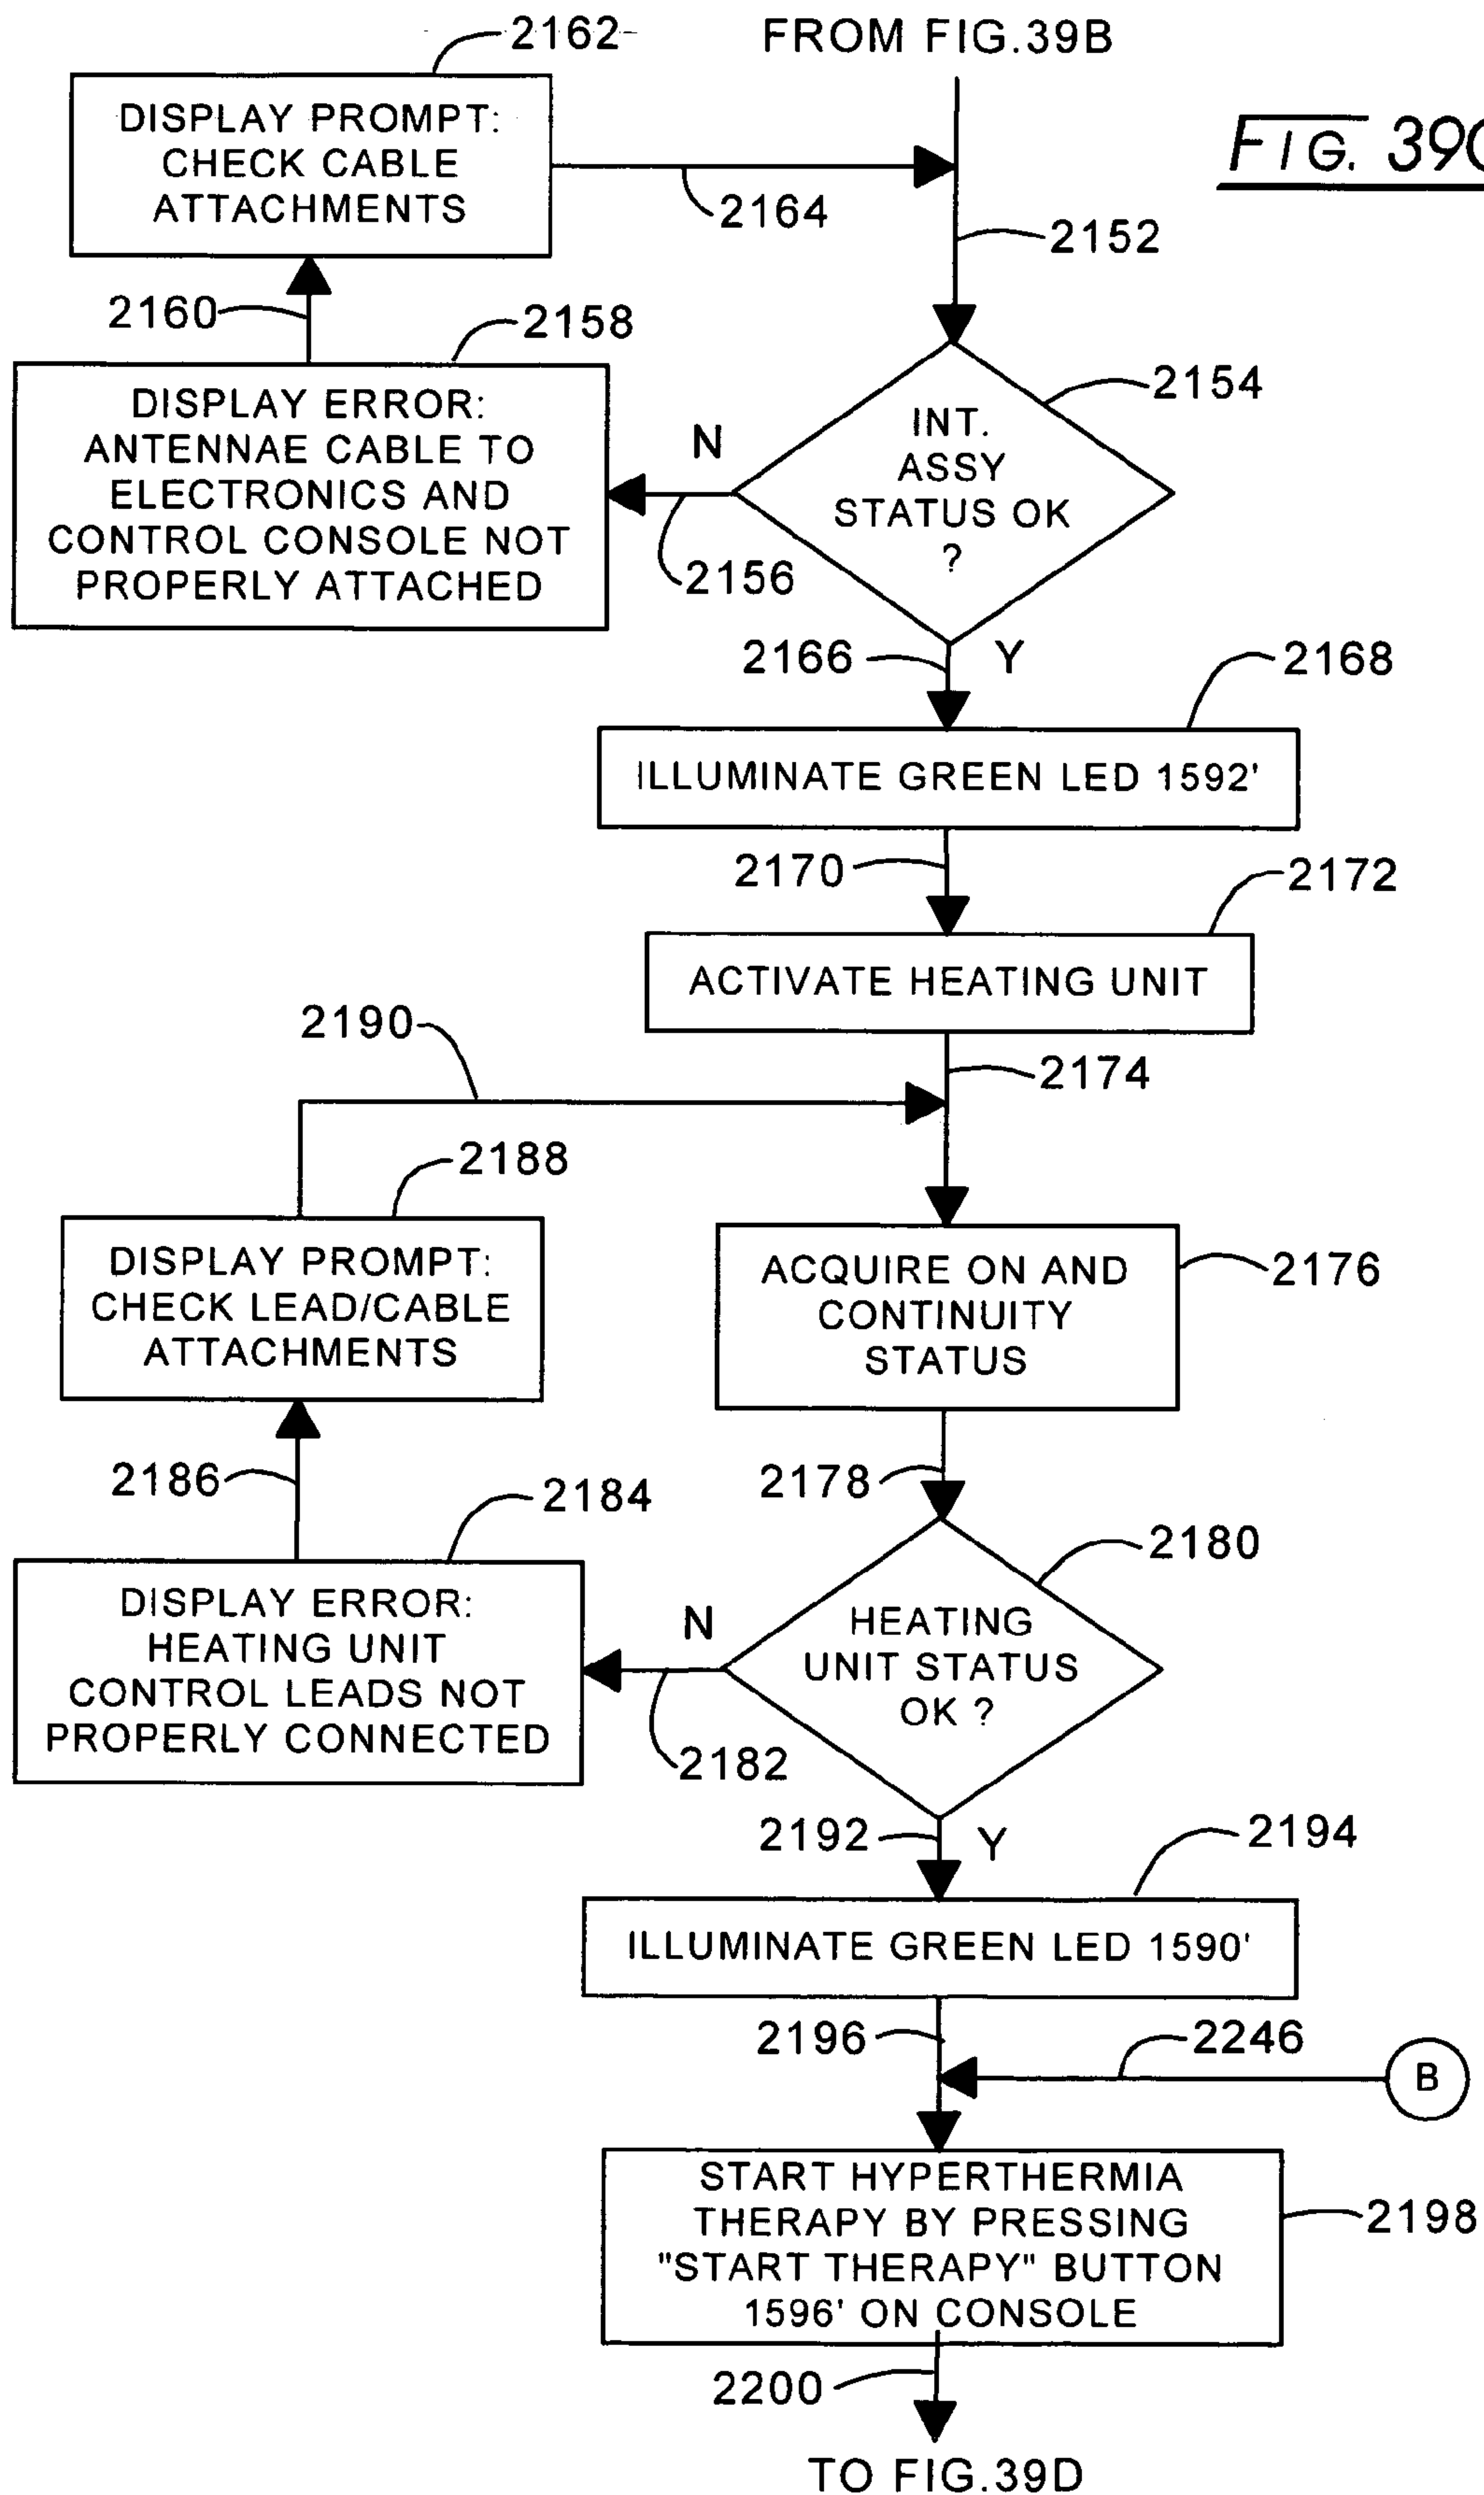 2162
FROM FIG.39B
DISPLAY PROMPT:
CHECK CABLE
ATTACHMENTS
FIG. 39C
2164
2152
2160
2158
2154
DISPLAY ERROR:
ANTENNAE CABLE TO
ELECTRONICS AND
CONTROL CONSOLE NOT
PROPERLY ATTACHED
N
INT.
ASSY
STATUS OK
?
2156
2166
Y
2168
ILLUMINATE GREEN LED 1592'
2170
2172
ACTIVATE HEATING UNIT
2190
2174
2188
DISPLAY PROMPT:
CHECK LEAD/CABLE
ATTACHMENTS
ACQUIRE ON AND
CONTINUITY
STATUS
2176
2186
2184
2178
2180
DISPLAY ERROR:
HEATING UNIT
CONTROL LEADS NOT
PROPERLY CONNECTED
N
HEATING
UNIT STATUS
OK ?
2182
2192
Y
2194
ILLUMINATE GREEN LED 1590'
2196
2246
B
START HYPERTHERMIA
THERAPY BY PRESSING
"START THERAPY" BUTTON
1596' ON CONSOLE
2198
2200
TO FIG.39D